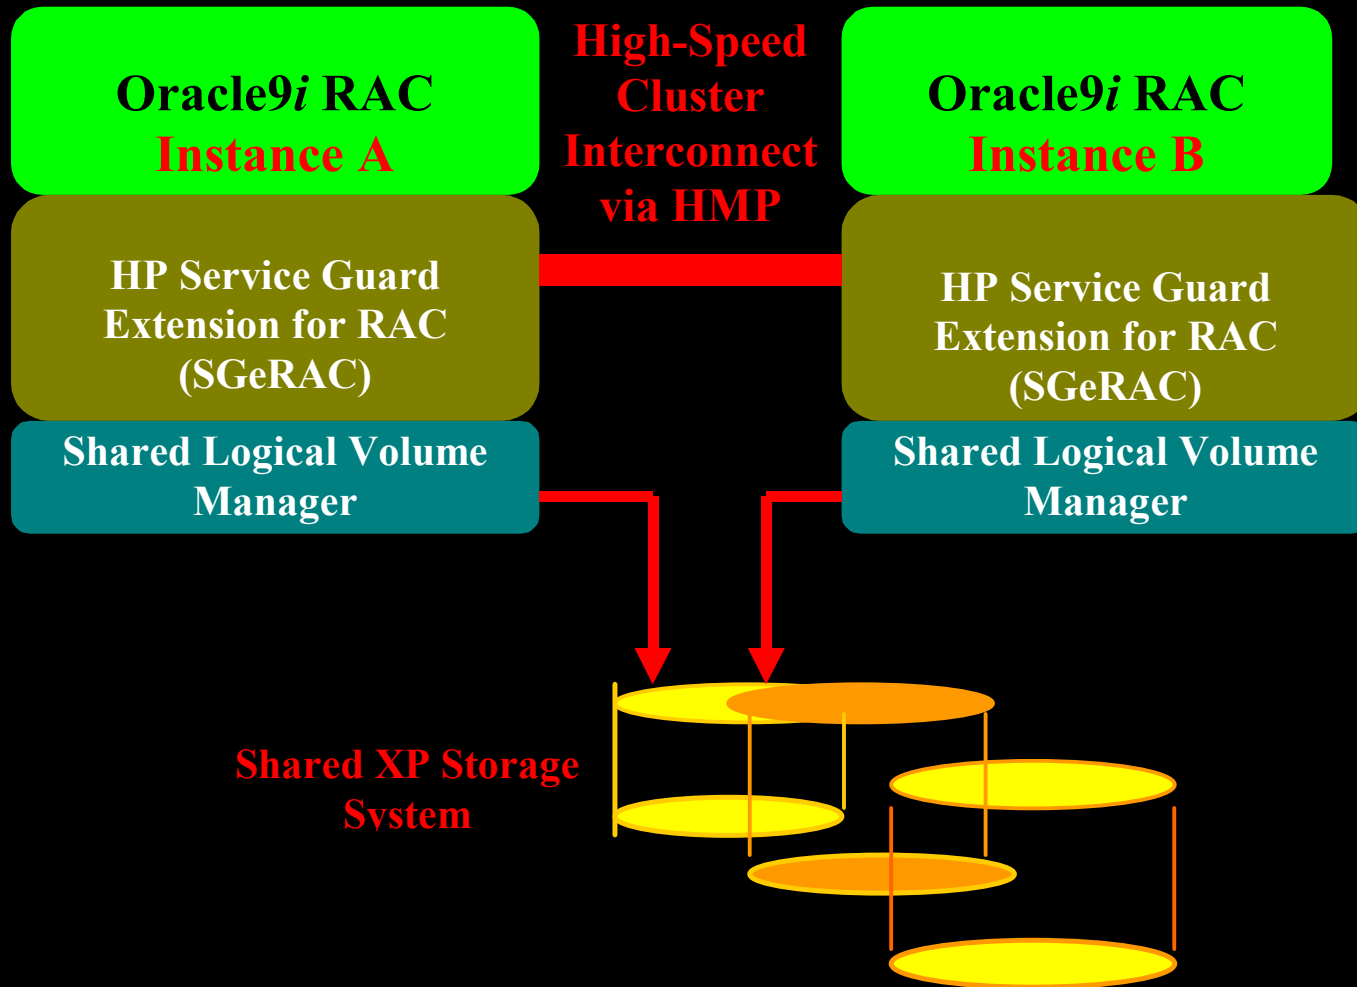 Oracle9i RAC
Instance A
High-Speed
Cluster
Interconnect
via HMP
Oracle9i RAC
Instance B
HP Service Guard
Extension for RAC
(SGeRAC)
HP Service Guard
Extension for RAC
(SGeRAC)
Shared Logical Volume
Manager
Shared Logical Volume
Manager
Shared XP Storage
System